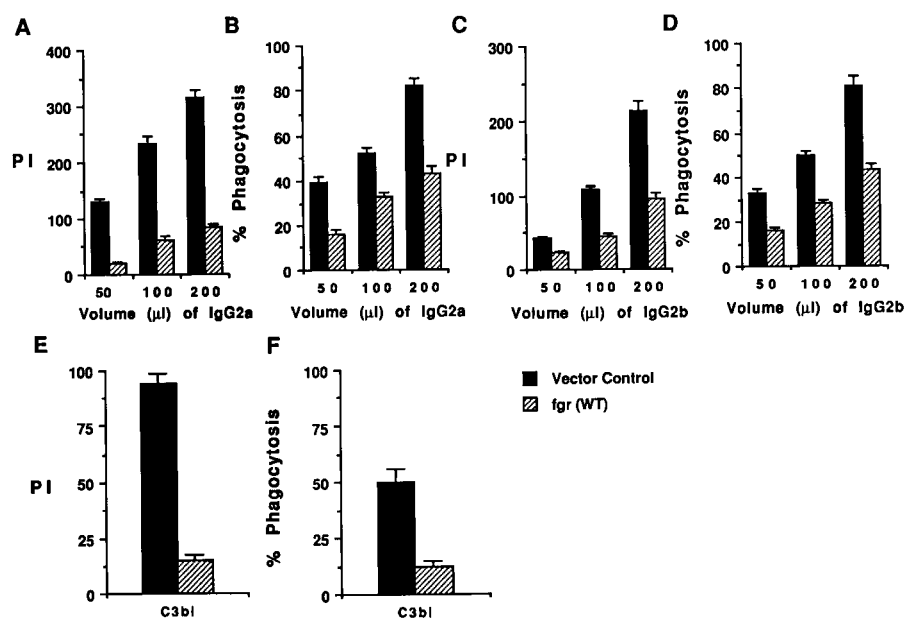 A
PI
400
300
200
100
0
50 100 200
Volume (µl) of IgG2a
B
% Phagocytosis
100
80
60
40
20
0
50 100 200
Volume (µl) of IgG2a
C
PI
300
200
100
0
50 100 200
Volume (µl) of IgG2b
D
% Phagocytosis
100
80
60
40
20
0
50 100 200
Volume (µl) of IgG2b
E
PI
100
75
50
25
0
C3bi
F
% Phagocytosis
100
75
50
25
0
C3bi
Vector Control
fgr (WT)